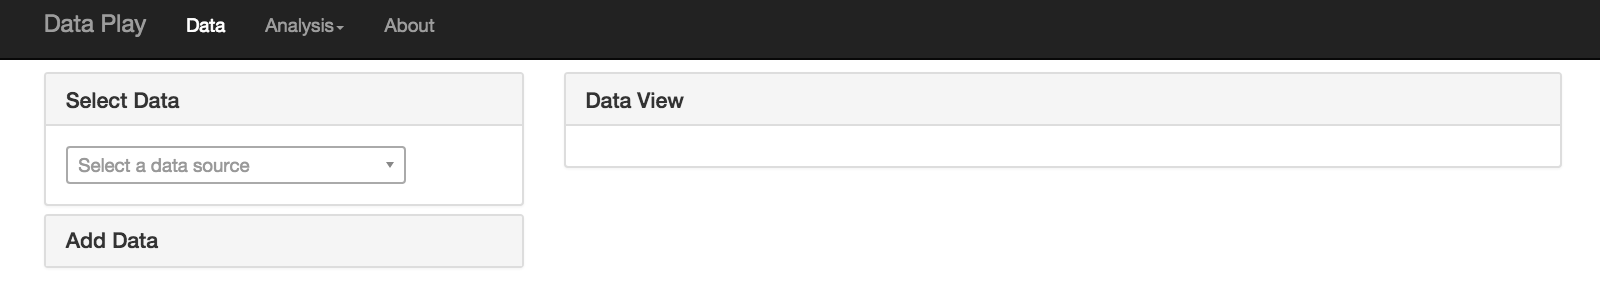 Data Play Data Analysis About
Select Data
Select a data source
Add Data
Data View